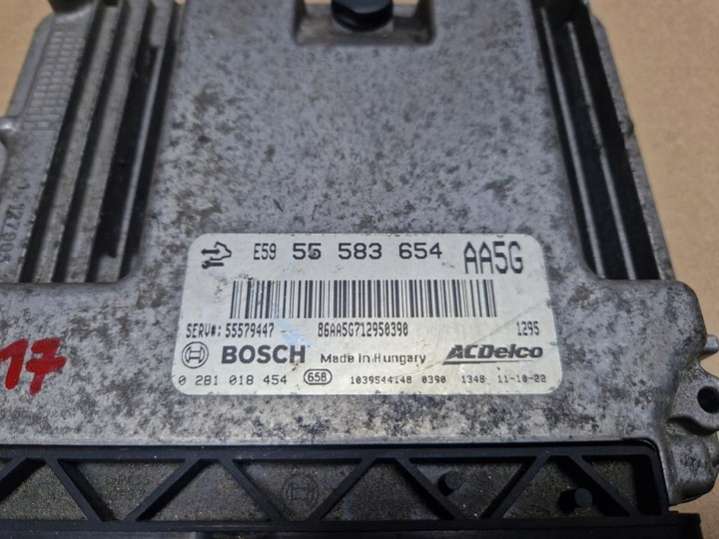 E59 55 583 654 AA5G
SERV#: 55579447 86AA5G712950390 1295
BOSCH Made in Hungary ACDelco
0 281 018 454 658 1039S44148 0390 1348 11-10-22
17